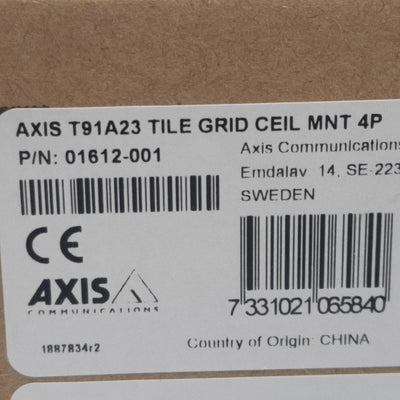 AXIS T91A23 TILE GRID CEIL MNT 4P
P/N: 01612-001
Axis Communications
Emdalav. 14, SE-223
SWEDEN
CE
AXIS
COMMUNICATIONS
7 331021 065840
1887834r2
Country of Origin: CHINA